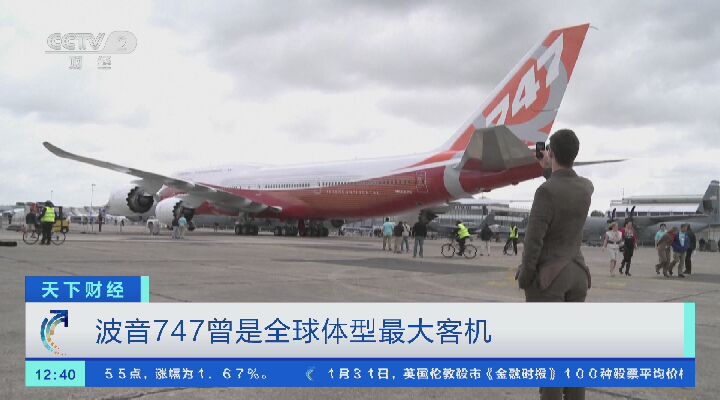 CCTV 2
财 经
747
天下财经
波音747曾是全球体型最大客机
12:40
55点，涨幅为1．67%。 1月31日，英国伦敦股市《金融时报》100种股票平均价格